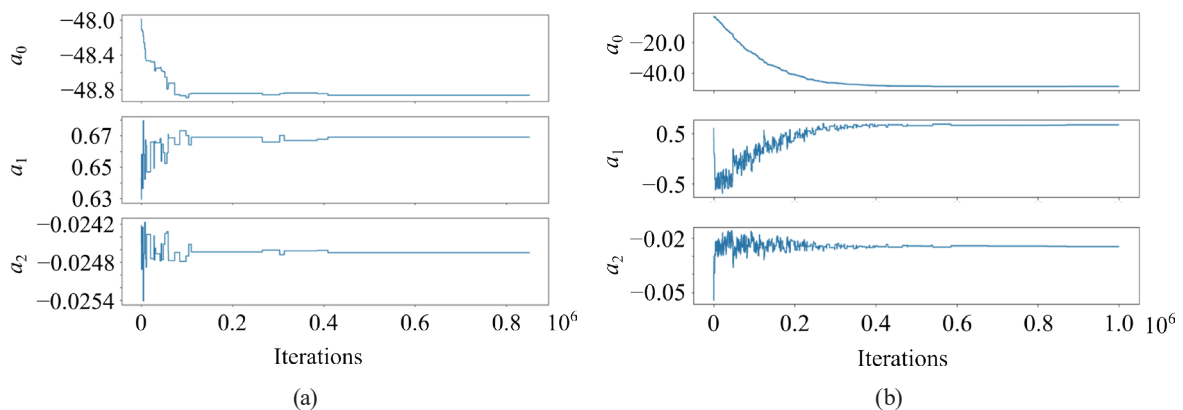 a0
−48.0
−48.4
−48.8
a1
0.67
0.65
0.63
a2
−0.0242
−0.0248
−0.0254
0 0.2 0.4 0.6 0.8 10^6
Iterations
(a)
a0
−20.0
−40.0
a1
0.5
−0.5
a2
−0.02
−0.05
0 0.2 0.4 0.6 0.8 1.0 10^6
Iterations
(b)